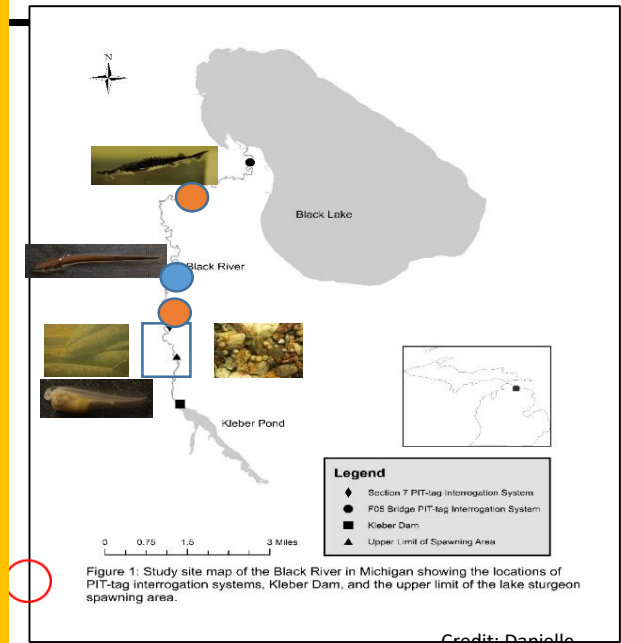 N
Black Lake
Black River
Kleber Pond
Legend
Section 7 PIT-tag Interrogation System
F05 Bridge PIT-tag Interrogation System
Kleber Dam
Upper Limit of Spawning Area
0 0.75 1.5 3 Miles
Figure 1: Study site map of the Black River in Michigan showing the locations of
PIT-tag interrogation systems, Kleber Dam, and the upper limit of the lake sturgeon
spawning area.
Credit: Danielle